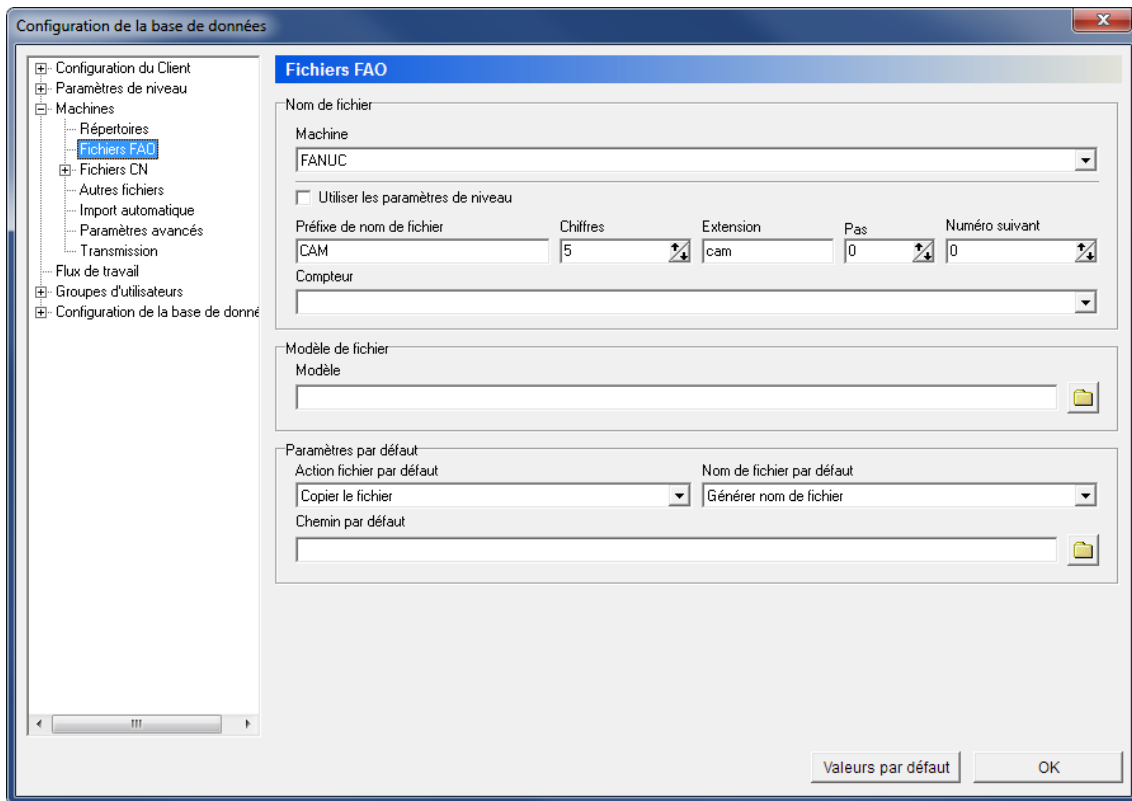 Configuration de la base de données
Configuration du Client
Paramètres de niveau
Machines
Répertoires
Fichiers FAO
Fichiers CN
Autres fichiers
Import automatique
Paramètres avancés
Transmission
Flux de travail
Groupes d'utilisateurs
Configuration de la base de donné
Fichiers FAO
Nom de fichier
Machine
FANUC
Utiliser les paramètres de niveau
Préfixe de nom de fichier Chiffres Extension Pas Numéro suivant
CAM 5 cam 0 0
Compteur
Modèle de fichier
Modèle
Paramètres par défaut
Action fichier par défaut Nom de fichier par défaut
Copier le fichier Générer nom de fichier
Chemin par défaut
Valeurs par défaut OK